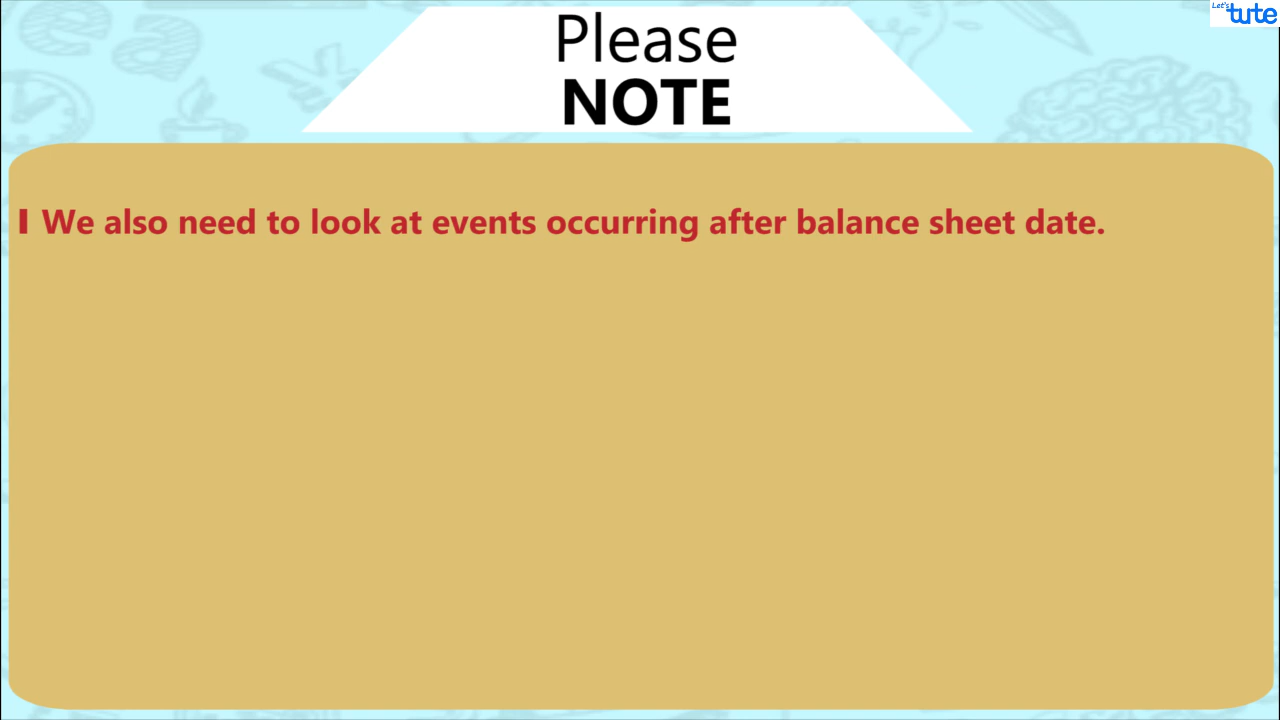 Let's
tute
Please
NOTE
I We also need to look at events occurring after balance sheet date.